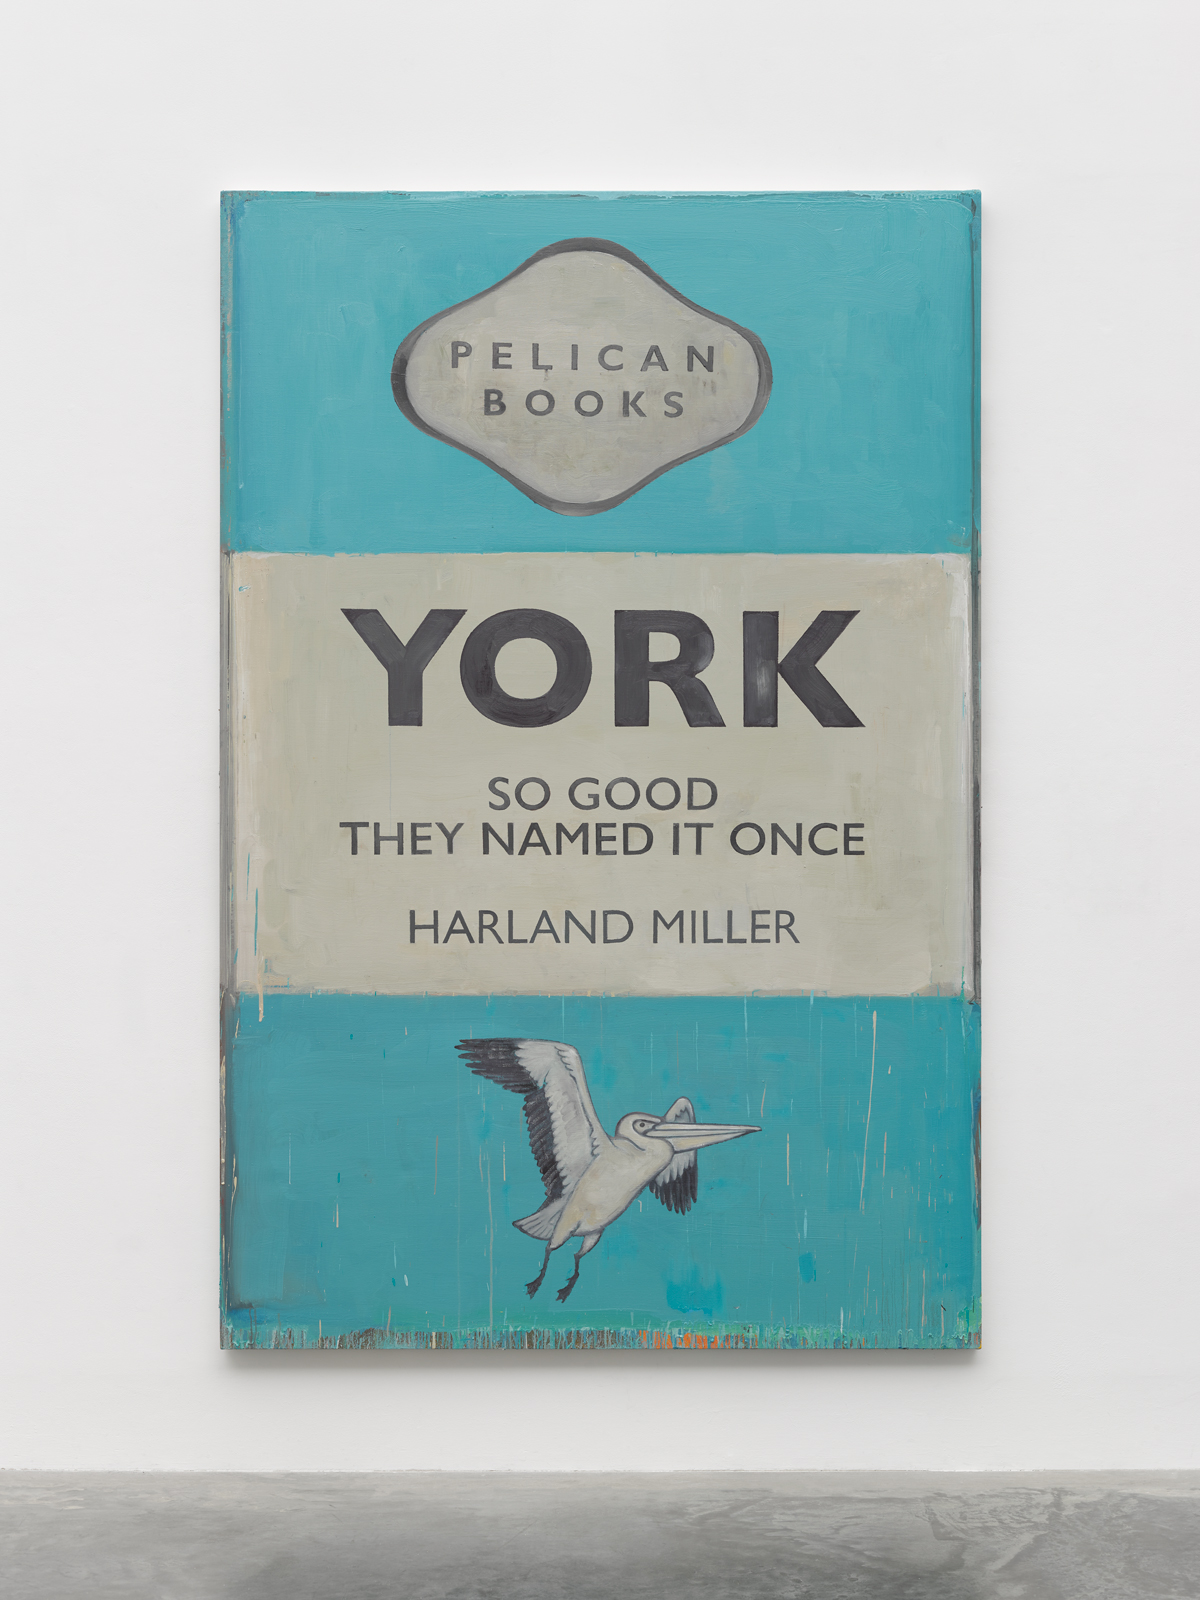 PELICAN
BOOKS
YORK
SO GOOD
THEY NAMED IT ONCE
HARLAND MILLER